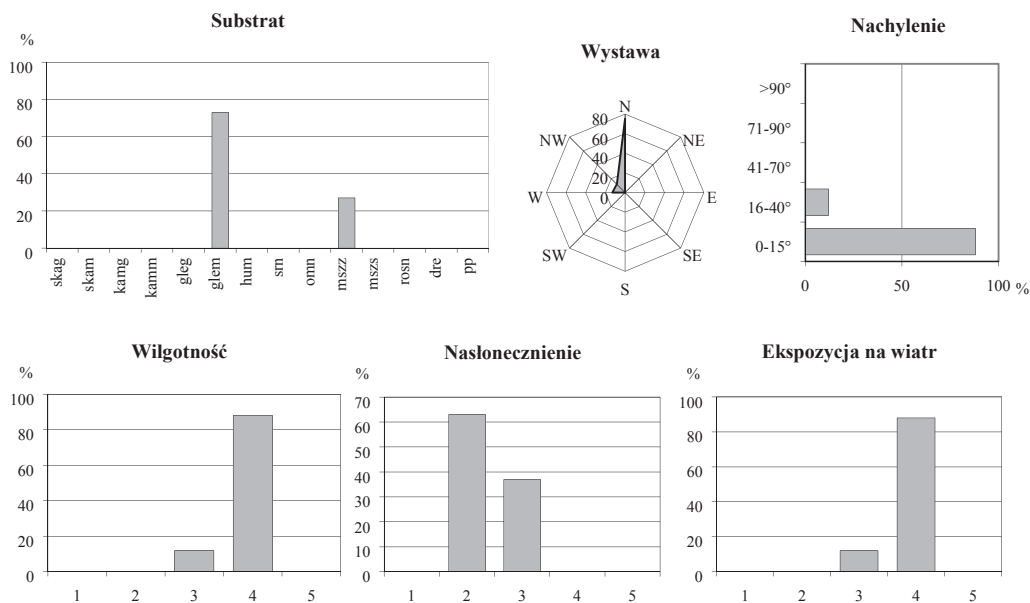 Substrat
%
100
80
60
40
20
0
skag
skam
kamg
kamm
gleg
glem
hum
srn
omn
mszz
mszs
rosn
dre
pp
Wystawa
N
NE
E
SE
S
SW
W
NW
80
60
40
20
0
Nachylenie
>90°
71-90°
41-70°
16-40°
0-15°
0 50 100 %
Wilgotność
%
100
80
60
40
20
0
1 2 3 4 5
Nasłonecznienie
%
70
60
50
40
30
20
10
0
1 2 3 4 5
Ekspozycja na wiatr
%
100
80
60
40
20
0
1 2 3 4 5